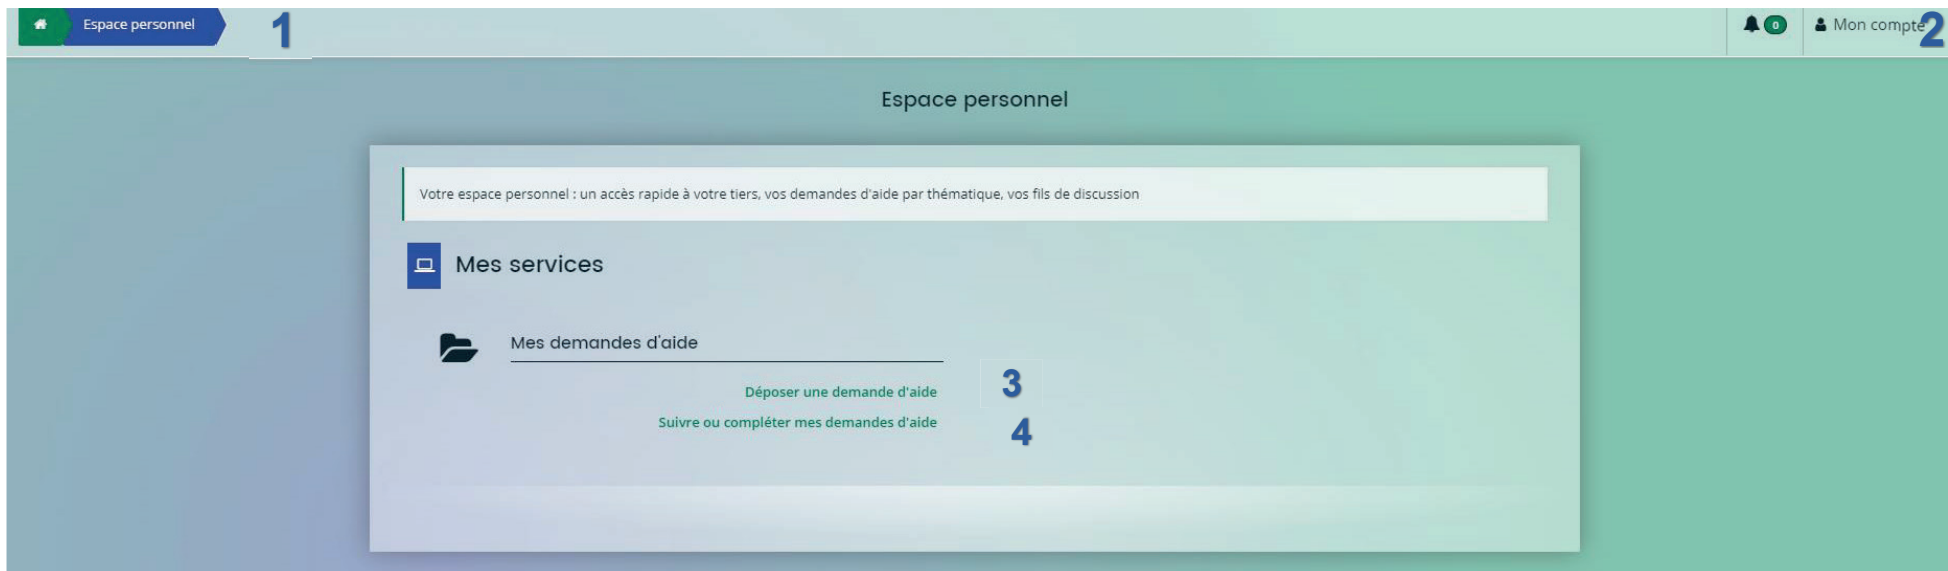 Espace personnel 1 0 Mon compte 2
Espace personnel
Votre espace personnel : un accès rapide à votre tiers, vos demandes d'aide par thématique, vos fils de discussion
Mes services
Mes demandes d'aide
Déposer une demande d'aide 3
Suivre ou compléter mes demandes d'aide 4